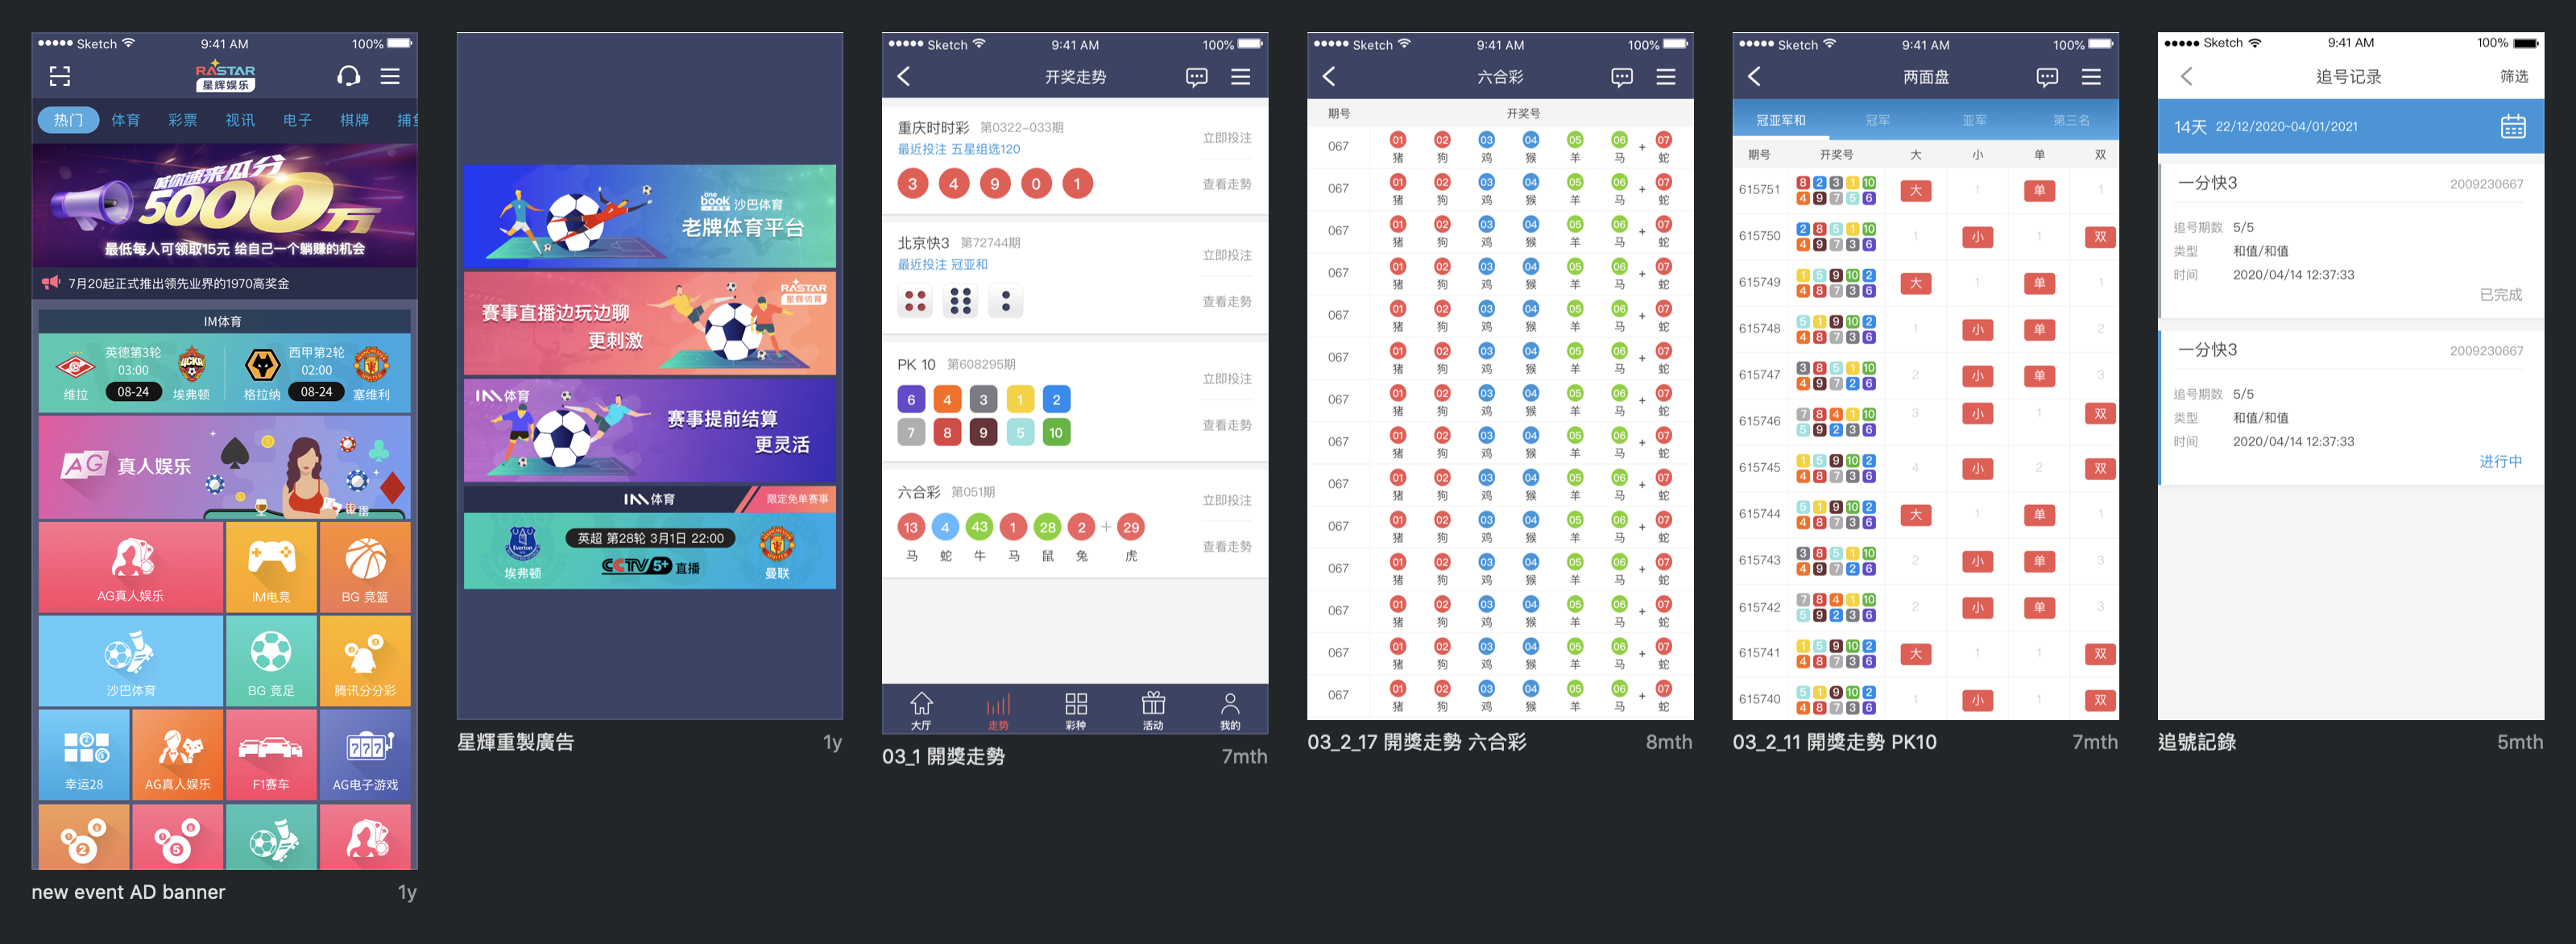 Sketch 9:41 AM 100%
RASTAR
星辉娱乐
热门 体育 彩票 视讯 电子 棋牌 捕鱼
喊你速来瓜分
5000万
最低每人可领取15元 给自己一个躺赚的机会
7月20起正式推出领先业界的1970高奖金
IM体育
英德第3轮 西甲第2轮
03:00 02:00
维拉 08-24 埃弗顿 格拉纳 08-24 塞维利
AG 真人娱乐
AG真人娱乐 IM电竞 BG 竞篮
沙巴体育 BG 竞足 腾讯分分彩
777
幸运28 AG真人娱乐 F1赛车 AG电子游戏
2 5
new event AD banner 1y
one book 沙巴体育
老牌体育平台
RASTAR
星辉体育
赛事直播边玩边聊
更刺激
IM体育
赛事提前结算
更灵活
IM体育 限定免单赛事
英超 第28轮 3月1日 22:00
Everton
埃弗顿 CCTV5+ 直播 曼联
星輝重製廣告 1y
Sketch 9:41 AM 100%
开奖走势
重庆时时彩 第0322-033期 立即投注
最近投注 五星组选120
3 4 9 0 1 查看走勢
北京快3 第72744期 立即投注
最近投注 冠亚和
查看走勢
PK 10 第608295期 立即投注
6 4 3 1 2
7 8 9 5 10 查看走勢
六合彩 第051期 立即投注
13 4 43 1 28 2 + 29
马 蛇 牛 马 鼠 兔 虎 查看走勢
大厅 走势 彩种 活动 我的
03_1 開獎走勢 7mth
Sketch 9:41 AM 100%
六合彩
期号 开奖号
067 01 02 03 04 05 06 + 07
猪 狗 鸡 猴 羊 马 蛇
067 01 02 03 04 05 06 + 07
猪 狗 鸡 猴 羊 马 蛇
067 01 02 03 04 05 06 + 07
猪 狗 鸡 猴 羊 马 蛇
067 01 02 03 04 05 06 + 07
猪 狗 鸡 猴 羊 马 蛇
067 01 02 03 04 05 06 + 07
猪 狗 鸡 猴 羊 马 蛇
067 01 02 03 04 05 06 + 07
猪 狗 鸡 猴 羊 马 蛇
067 01 02 03 04 05 06 + 07
猪 狗 鸡 猴 羊 马 蛇
067 01 02 03 04 05 06 + 07
猪 狗 鸡 猴 羊 马 蛇
067 01 02 03 04 05 06 + 07
猪 狗 鸡 猴 羊 马 蛇
067 01 02 03 04 05 06 + 07
猪 狗 鸡 猴 羊 马 蛇
067 01 02 03 04 05 06 + 07
猪 狗 鸡 猴 羊 马 蛇
067 01 02 03 04 05 06 + 07
猪 狗 鸡 猴 羊 马 蛇
067 01 02 03 04 05 06 + 07
猪 狗 鸡 猴 羊 马 蛇
067 01 02 03 04 05 06 + 07
猪 狗 鸡 猴 羊 马 蛇
03_2_17 開獎走勢 六合彩 8mth
Sketch 9:41 AM 100%
两面盘
冠亚军和 冠军 亚军 第三名
期号 开奖号 大 小 单 双
615751 8 2 3 1 10 大 1 单 1
4 9 7 5 6
615750 2 8 5 1 10 1 小 1 双
4 9 7 3 6
615749 1 5 9 10 2 大 1 单 1
4 8 7 3 6
615748 5 1 9 10 2 1 小 单 2
4 8 7 3 6
615747 3 8 5 1 10 2 小 单 3
4 9 7 2 6
615746 7 8 4 1 10 3 小 1 双
5 9 2 3 6
615745 1 5 9 10 2 4 小 2 双
4 8 7 3 6
615744 5 1 9 10 2 大 1 单 1
4 8 7 3 6
615743 3 8 5 1 10 2 小 单 3
4 9 7 2 6
615742 7 8 4 1 10 2 小 单 3
5 9 2 3 6
615741 1 5 9 10 2 大 1 1 双
4 8 7 3 6
615740 5 1 9 10 2 1 小 1 双
4 8 7 3 6
03_2_11 開獎走勢 PK10 7mth
Sketch 9:41 AM 100%
追号记录 筛选
14天 22/12/2020~04/01/2021
一分快3 2009230667
追号期数 5/5
类型 和值/和值
时间 2020/04/14 12:37:33
已完成
一分快3 2009230667
追号期数 5/5
类型 和值/和值
时间 2020/04/14 12:37:33
进行中
追號記錄 5mth